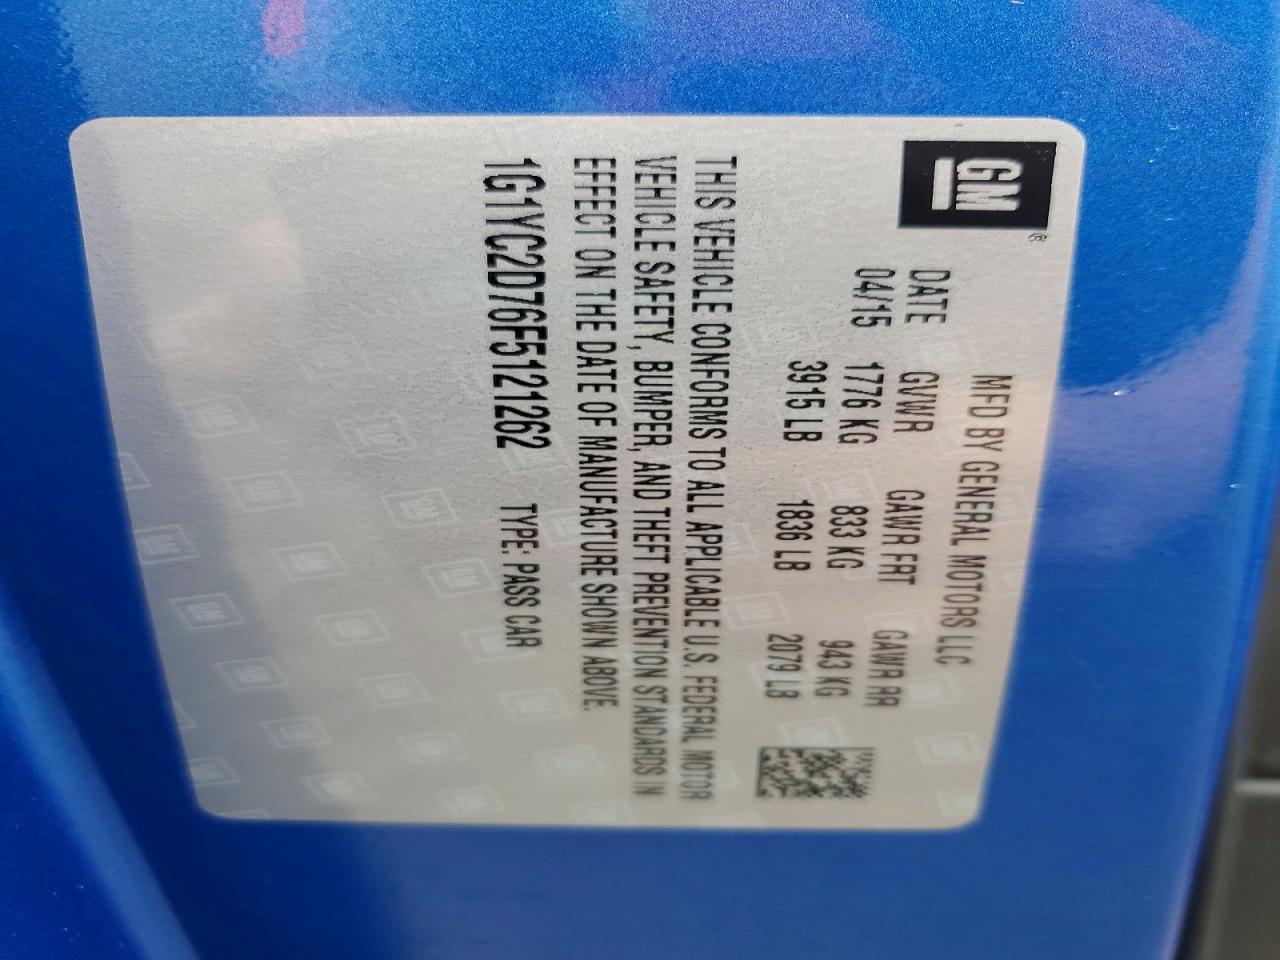 GM®
MFD BY GENERAL MOTORS LLC
DATE GVWR GAWR FRT GAWR RR
04/15 1776 KG 833 KG 943 KG
3915 LB 1836 LB 2079 LB
THIS VEHICLE CONFORMS TO ALL APPLICABLE U.S. FEDERAL MOTOR
VEHICLE SAFETY, BUMPER, AND THEFT PREVENTION STANDARDS IN
EFFECT ON THE DATE OF MANUFACTURE SHOWN ABOVE.
1G1YC2D76F5121262 TYPE: PASS CAR